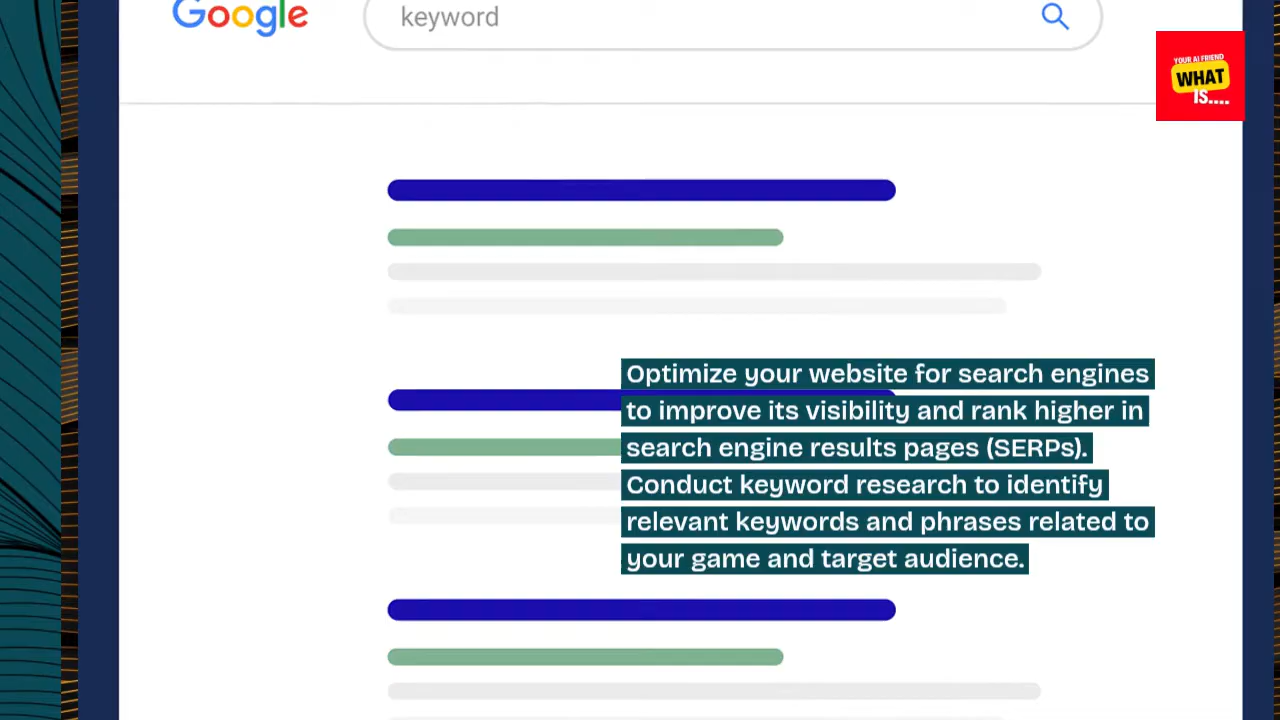 Google
keyword
YOUR AI FRIEND
WHAT
IS....
Optimize your website for search engines
to improve its visibility and rank higher in
search engine results pages (SERPs).
Conduct keyword research to identify
relevant keywords and phrases related to
your game and target audience.